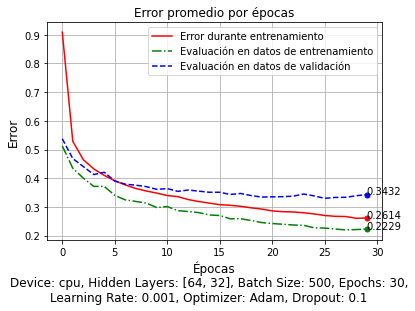 Error promedio por épocas
Error durante entrenamiento
Evaluación en datos de entrenamiento
Evaluación en datos de validación
Error
0.9
0.8
0.7
0.6
0.5
0.4
0.3
0.2
0.3432
0.2614
0.2229
0 5 10 15 20 25 30
Épocas
Device: cpu, Hidden Layers: [64, 32], Batch Size: 500, Epochs: 30,
Learning Rate: 0.001, Optimizer: Adam, Dropout: 0.1